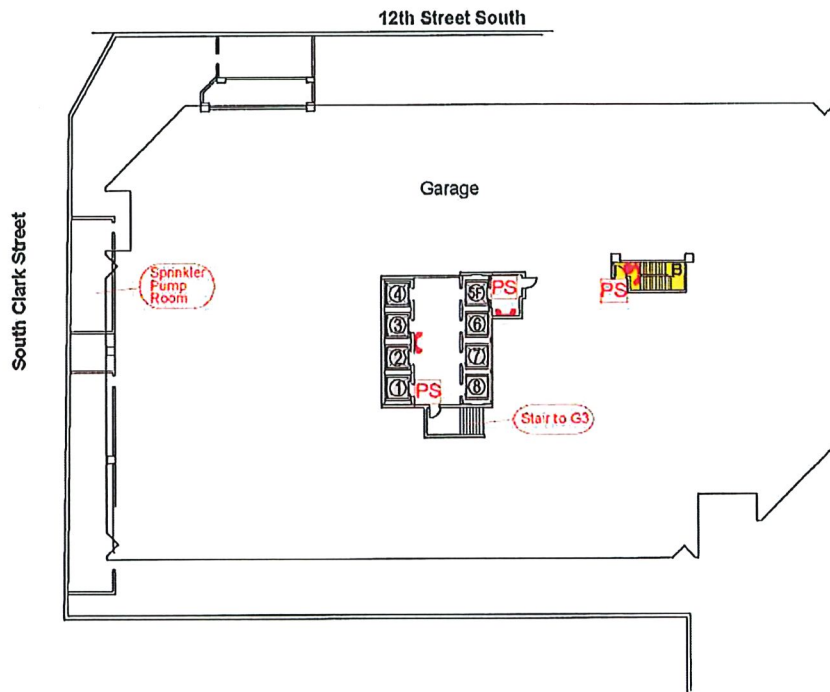 12th Street South
Garage
South Clark Street
Sprinkler
Pump
Room
B
PS
PS
4
5F
3
6
2
7
1
PS
8
Stair to G3